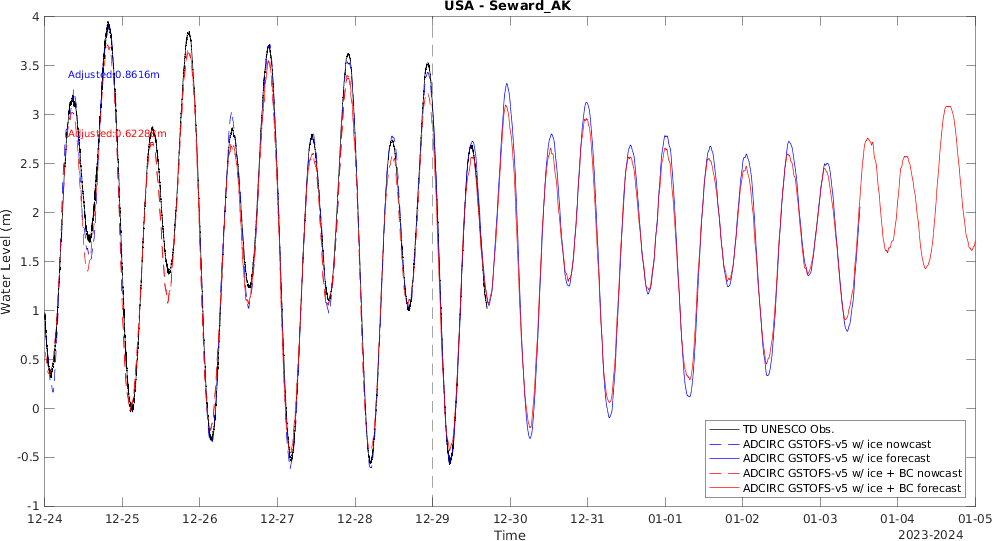 USA - Seward_AK
4
3.5
3
2.5
2
1.5
1
0.5
0
-0.5
-1
Water Level (m)
Adjusted:0.8616m
Adjusted:0.6228
TD UNESCO Obs.
ADCIRC GSTOFS-v5 w/ ice nowcast
ADCIRC GSTOFS-v5 w/ ice forecast
ADCIRC GSTOFS-v5 w/ ice + BC nowcast
ADCIRC GSTOFS-v5 w/ ice + BC forecast
12-24 12-25 12-26 12-27 12-28 12-29 12-30 12-31 01-01 01-02 01-03 01-04 01-05
Time
2023-2024